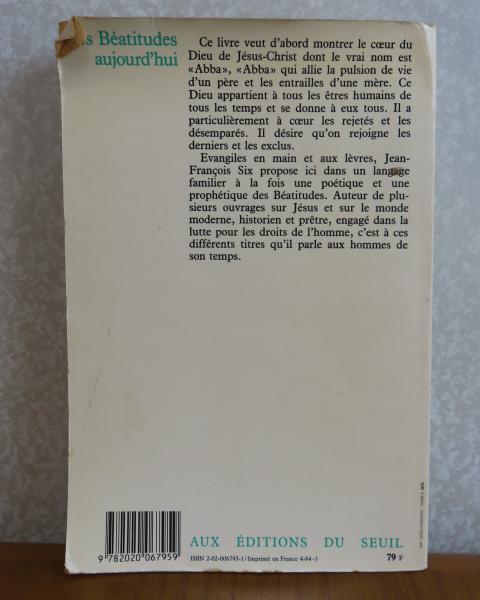 s Béatitudes
aujourd'hui
Ce livre veut d'abord montrer le cœur du
Dieu de Jésus-Christ dont le vrai nom est
«Abba», «Abba» qui allie la pulsion de vie
d'un père et les entrailles d'une mère. Ce
Dieu appartient à tous les êtres humains de
tous les temps et se donne à eux tous. Il a
particulièrement à cœur les rejetés et les
désemparés. Il désire qu'on rejoigne les
derniers et les exclus.
Evangiles en main et aux lèvres, Jean-
François Six propose ici dans un langage
familier à la fois une poétique et une
prophétique des Béatitudes. Auteur de plu-
sieurs ouvrages sur Jésus et sur le monde
moderne, historien et prêtre, engagé dans la
lutte pour les droits de l'homme, c'est à ces
différents titres qu'il parle aux hommes de
son temps.
9 782020 067959
AUX ÉDITIONS DU SEUIL
ISBN 2-02-006795-1/Imprimé en France 4-84-3
79 F